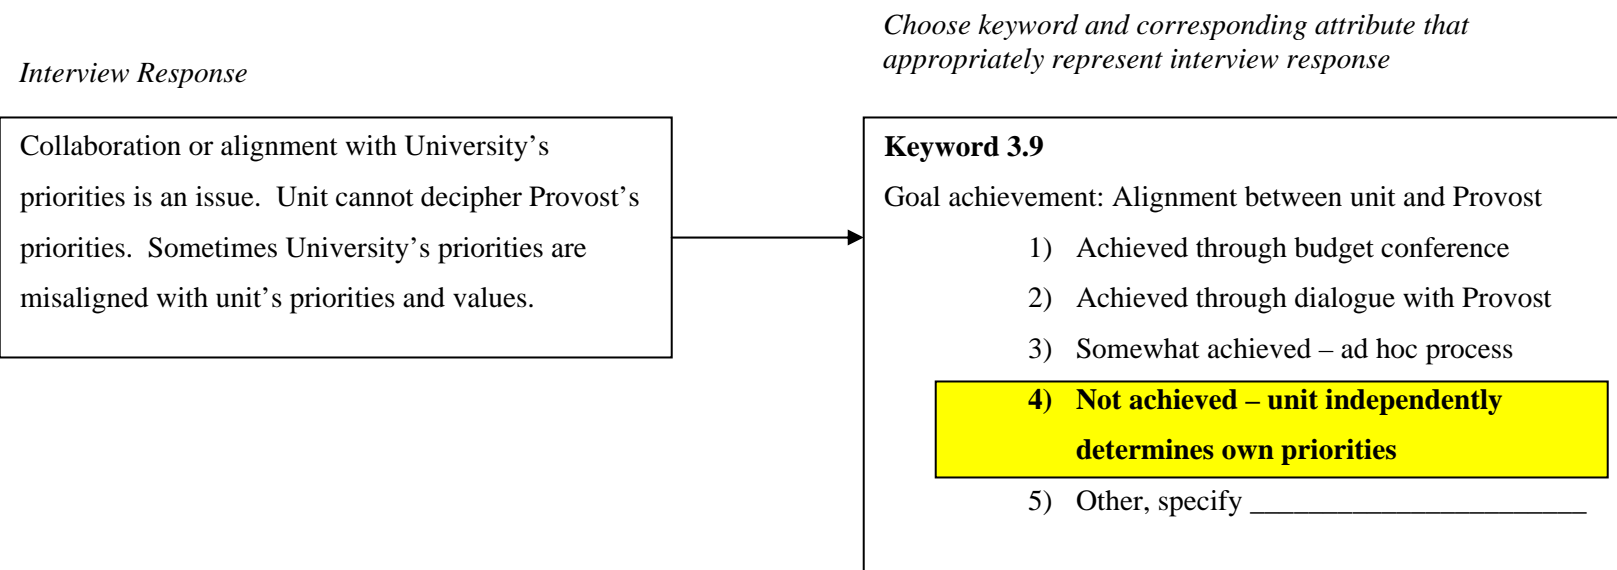 Interview Response
Collaboration or alignment with University’s
priorities is an issue.  Unit cannot decipher Provost’s
priorities.  Sometimes University’s priorities are
misaligned with unit’s priorities and values.
Choose keyword and corresponding attribute that
appropriately represent interview response
Keyword 3.9
Goal achievement: Alignment between unit and Provost
1) Achieved through budget conference
2) Achieved through dialogue with Provost
3) Somewhat achieved – ad hoc process
4) Not achieved – unit independently
determines own priorities
5) Other, specify _______________________